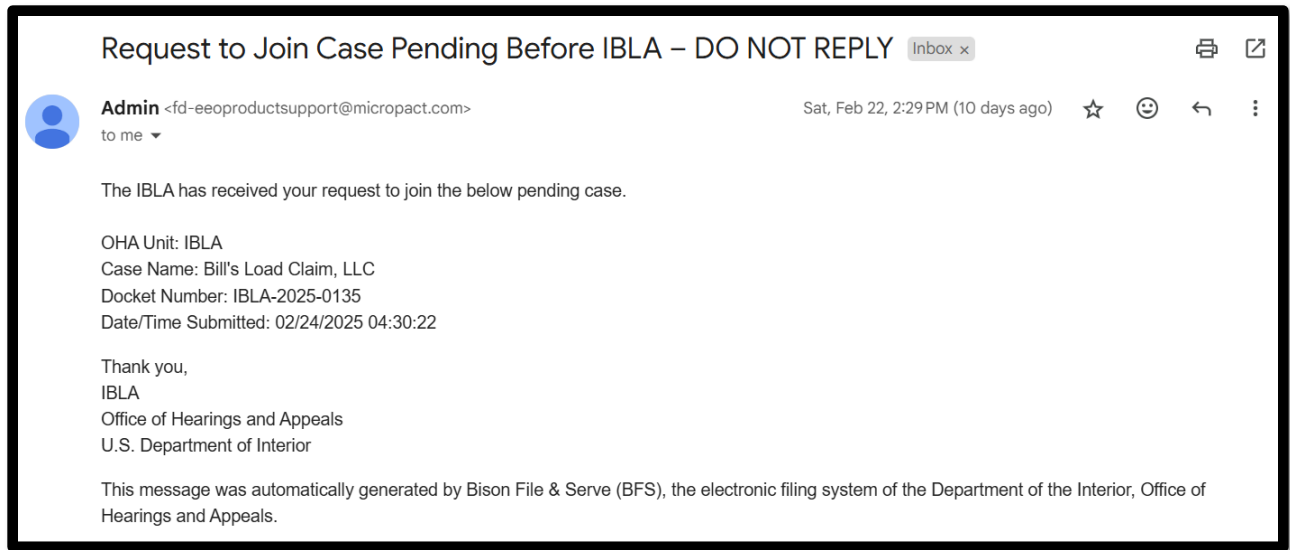 Request to Join Case Pending Before IBLA – DO NOT REPLY Inbox x
Admin <fd-eeoproductsupport@micropact.com> Sat, Feb 22, 2:29 PM (10 days ago)
to me
The IBLA has received your request to join the below pending case.
OHA Unit: IBLA
Case Name: Bill's Load Claim, LLC
Docket Number: IBLA-2025-0135
Date/Time Submitted: 02/24/2025 04:30:22
Thank you,
IBLA
Office of Hearings and Appeals
U.S. Department of Interior
This message was automatically generated by Bison File & Serve (BFS), the electronic filing system of the Department of the Interior, Office of
Hearings and Appeals.